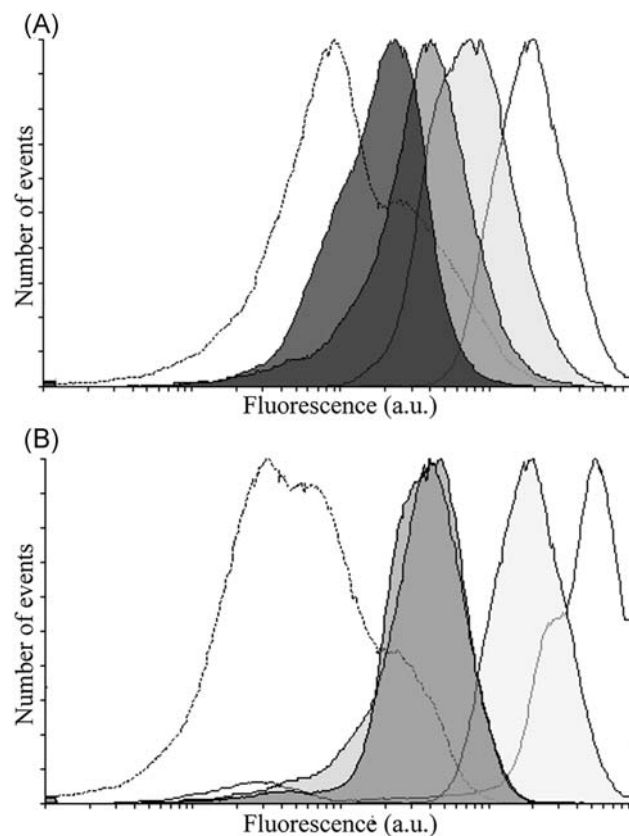 (A)
Number of events
Fluorescence (a.u.)
(B)
Number of events
Fluorescence (a.u.)